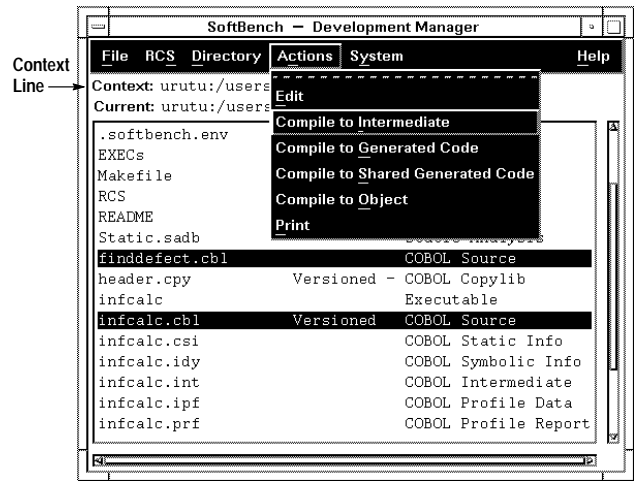 SoftBench — Development Manager
File RCS Directory Actions System Help
Context
Line
Context: urutu:/users
Current: urutu:/users
Edit
Compile to Intermediate
Compile to Generated Code
Compile to Shared Generated Code
Compile to Object
Print
.softbench.env
EXECs
Makefile
RCS
README
Static.sadb
finddefect.cbl COBOL Source
header.cpy Versioned - COBOL Copylib
infcalc Executable
infcalc.cbl Versioned COBOL Source
infcalc.csi COBOL Static Info
infcalc.idy COBOL Symbolic Info
infcalc.int COBOL Intermediate
infcalc.ipf COBOL Profile Data
infcalc.prf COBOL Profile Report